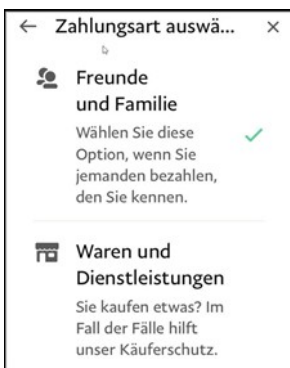 Zahlungsart auswä...
Freunde
und Familie
Wählen Sie diese
Option, wenn Sie
jemanden bezahlen,
den Sie kennen.
Waren und
Dienstleistungen
Sie kaufen etwas? Im
Fall der Fälle hilft
unser Käuferschutz.